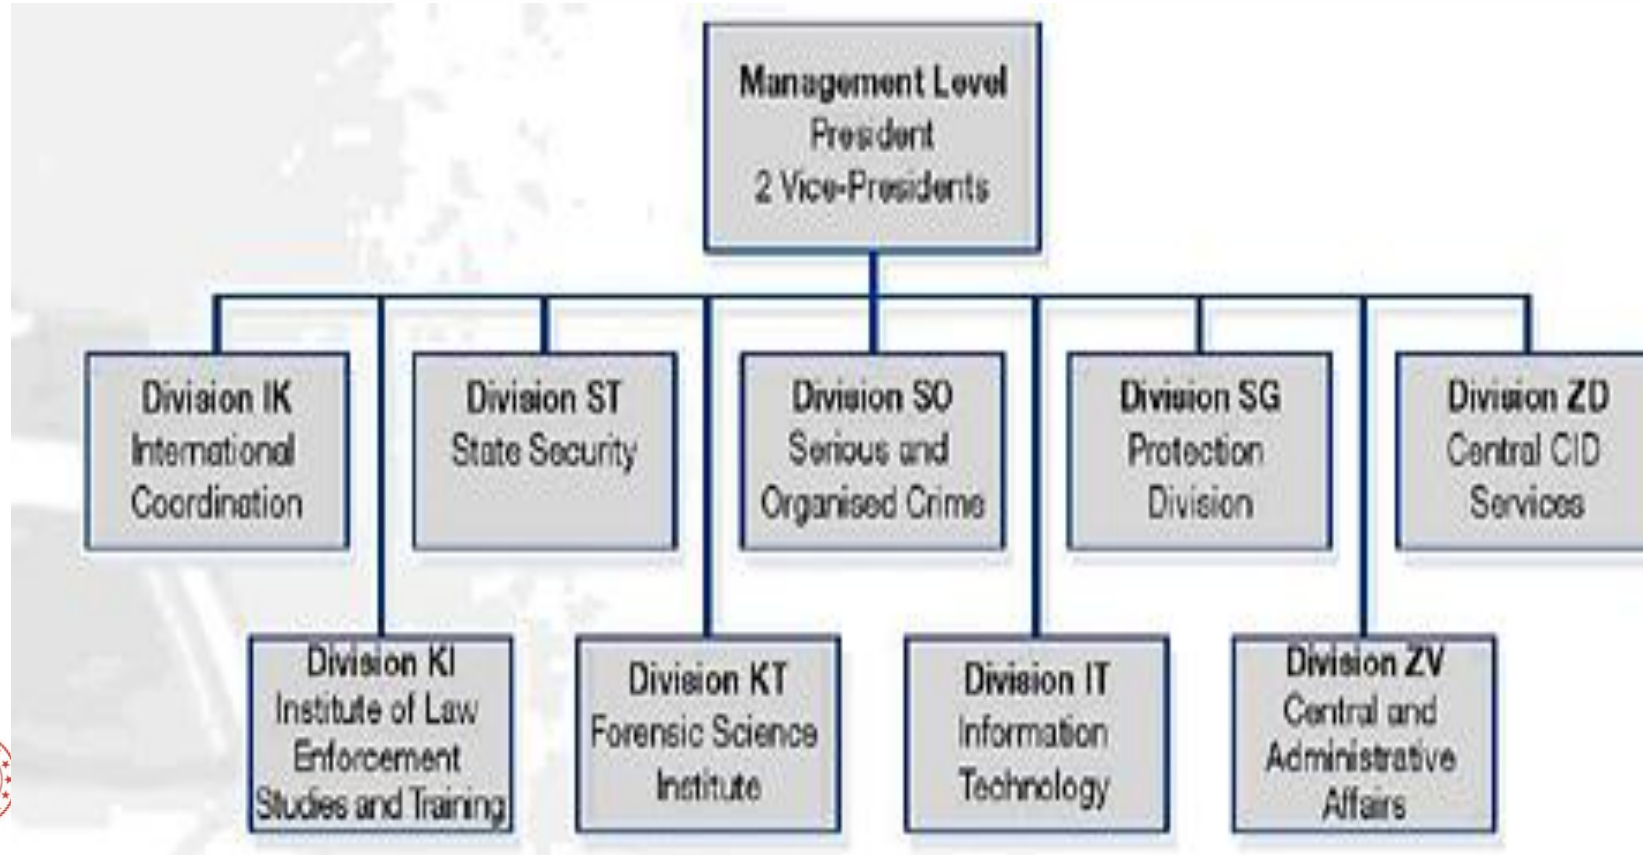 Management Level
President
2 Vice-Presidents
Division IK
International
Coordination
Division ST
State Security
Division SO
Serious and
Organised Crime
Division SG
Protection
Division
Division ZD
Central CID
Services
Division KI
Institute of Law
Enforcement
Studies and Training
Division KT
Forensic Science
Institute
Division IT
Information
Technology
Division ZV
Central and
Administrative
Affairs